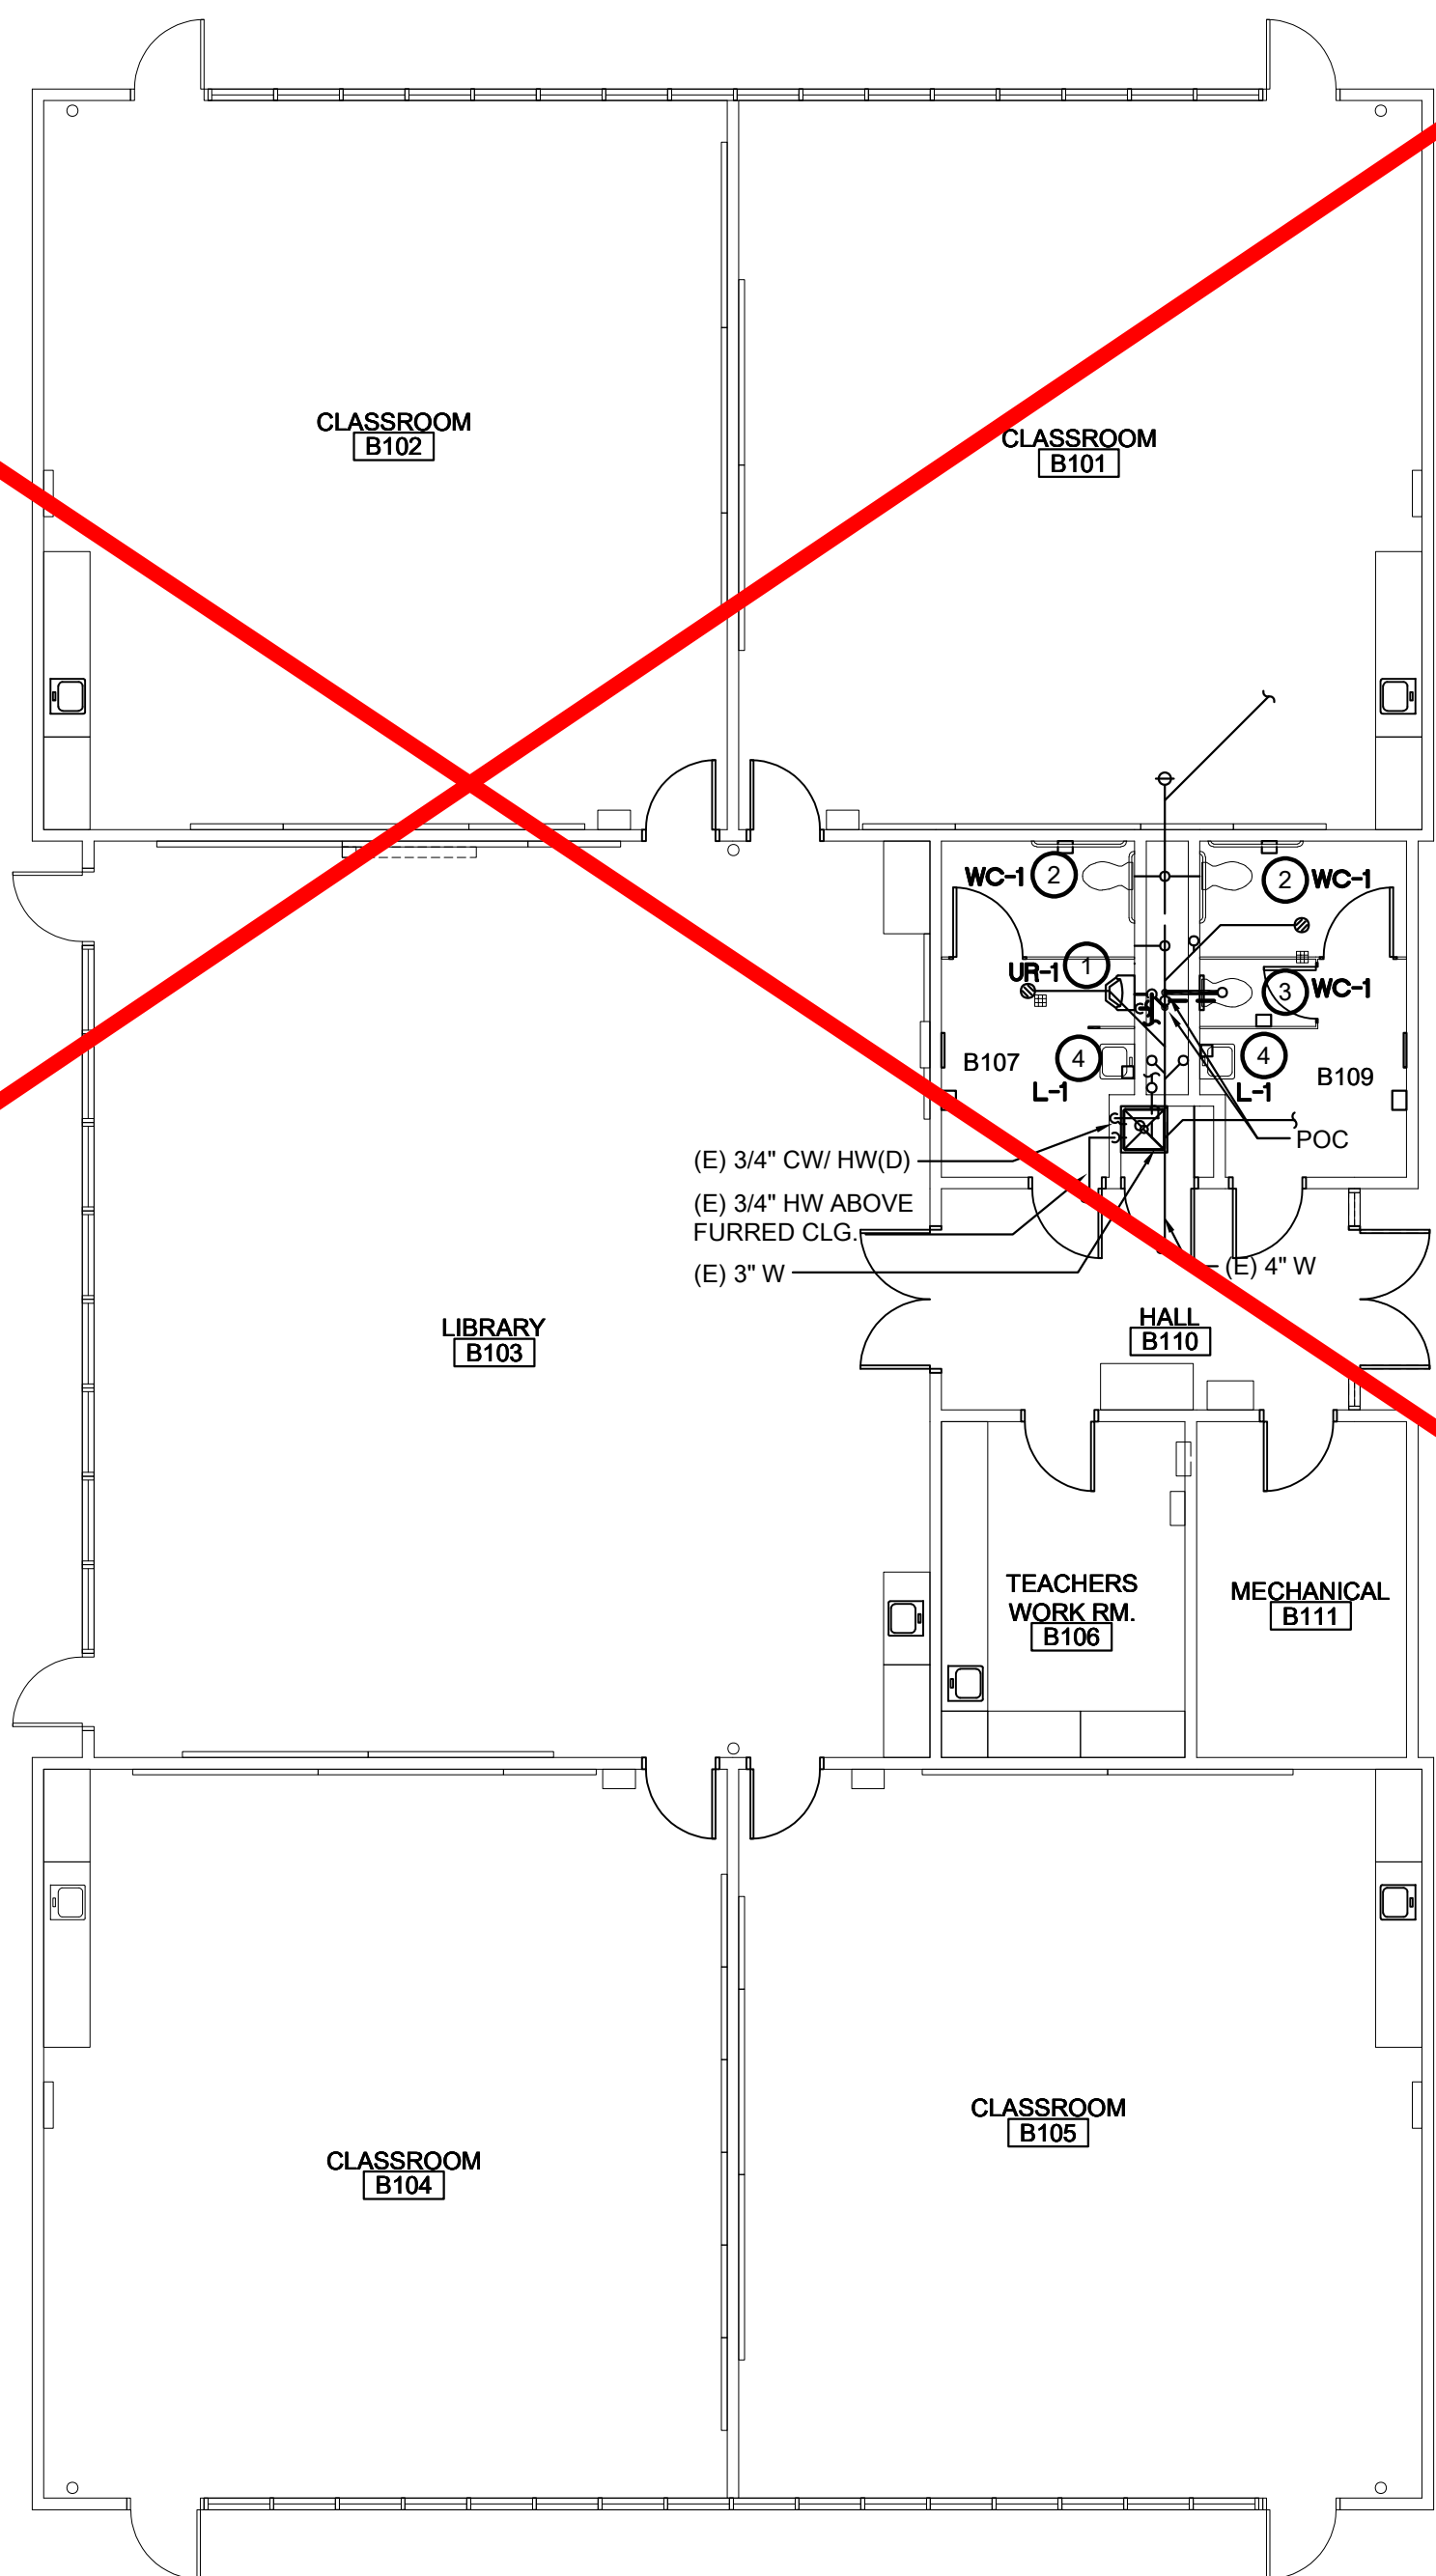 CLASSROOM
B102
CLASSROOM
B101
WC-1
2
2
WC-1
UR-1
1
3
WC-1
B107
4
4
B109
L-1
L-1
POC
(E) 3/4" CW/ HW(D)
(E) 3/4" HW ABOVE
FURRED CLG.
(E) 3" W
(E) 4" W
LIBRARY
B103
HALL
B110
TEACHERS
WORK RM.
B106
MECHANICAL
B111
CLASSROOM
B104
CLASSROOM
B105